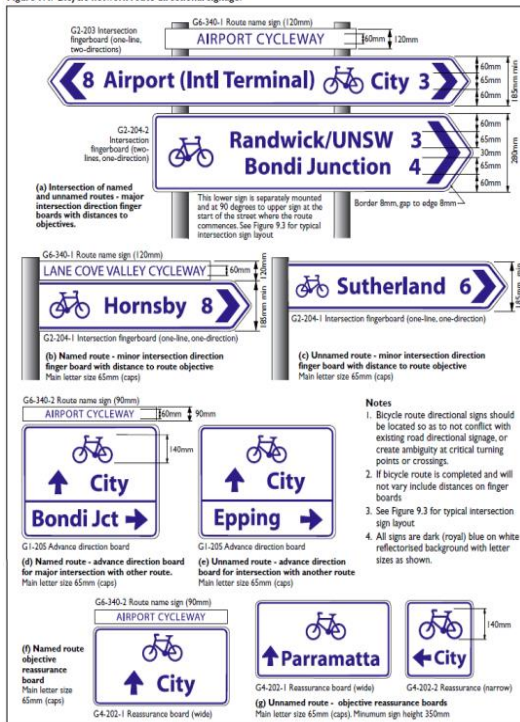 G6-340-1 Route name sign (120mm)
G2-203 Intersection
fingerboard (one-line,
two-directions)
AIRPORT CYCLEWAY
60mm
120mm
8 Airport (Intl Terminal) City 3
60mm
65mm
60mm
185mm min
G2-204-2
Intersection
fingerboard (two-
lines, one-direction)
Randwick/UNSW 3
Bondi Junction 4
60mm
65mm
30mm
65mm
60mm
280mm
(a) Intersection of named
and unnamed routes - major
intersection direction finger
boards with distances to
objectives.
This lower sign is separately mounted
and at 90 degrees to upper sign at the
start of the street where the route
commences. See Figure 9.3 for typical
intersection sign layout
Border 8mm, gap to edge 8mm
G6-340-1 Route name sign (120mm)
LANE COVE VALLEY CYCLEWAY
60mm
120mm
Hornsby 8
185mm min
G2-204-1 Intersection fingerboard (one-line, one-direction)
(b) Named route - minor intersection direction
finger board with distance to route objective
Main letter size 65mm (caps)
Sutherland 6
185mm min
G2-204-1 Intersection fingerboard (one-line, one-direction)
(c) Unnamed route - minor intersection direction
finger board with distance to route objective
Main letter size 65mm (caps)
G6-340-2 Route name sign (90mm)
AIRPORT CYCLEWAY
60mm
90mm
140mm
City
Bondi Jct
G1-205 Advance direction board
(d) Named route - advance direction board
for major intersection with other route.
Main letter size 65mm (caps)
City
Epping
G1-205 Advance direction board
(e) Unnamed route - advance direction
board for intersection with another route
Main letter size 65mm (caps)
Notes
1. Bicycle route directional signs should
be located so as to not conflict with
existing road directional signage, or
create ambiguity at critical turning
points or crossings.
2. If bicycle route is completed and will
not vary include distances on finger
boards
3. See Figure 9.3 for typical intersection
sign layout
4. All signs are dark (royal) blue on white
reflectorised background with letter
sizes as shown.
G6-340-2 Route name sign (90mm)
AIRPORT CYCLEWAY
(f) Named route
objective
reassurance
board
Main letter size
65mm (caps)
City
G4-202-1 Reassurance board (wide)
Parramatta
City
140mm
G4-202-1 Reassurance board (wide)
G4-202-2 Reassurance (narrow)
(g) Unnamed route - objective reassurance boards
Main letter size 65mm (caps). Minumum sign height 350mm